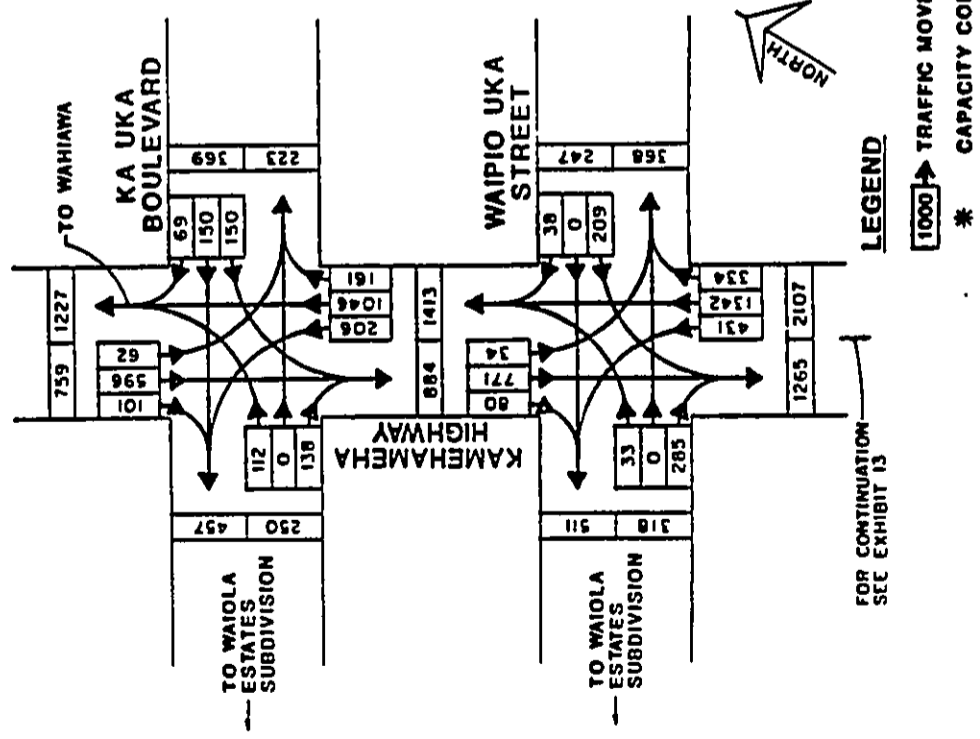 TO WAHIAWA
KA UKA
BOULEVARD
759 1227
101 596 62
69
150
150
369 223
112
0
138
206 1046 161
457 250
TO WAIOLA
ESTATES
SUBDIVISION
884 1413
KAMEHAMEHA
HIGHWAY
WAIPIO UKA
STREET
80 771 34
38
0
209
247 368
33
0
285
431 1342 334
511 318
TO WAIOLA
ESTATES
SUBDIVISION
1265 2107
FOR CONTINUATION
SEE EXHIBIT 13
NORTH
LEGEND
1000 TRAFFIC MOV
* CAPACITY CO